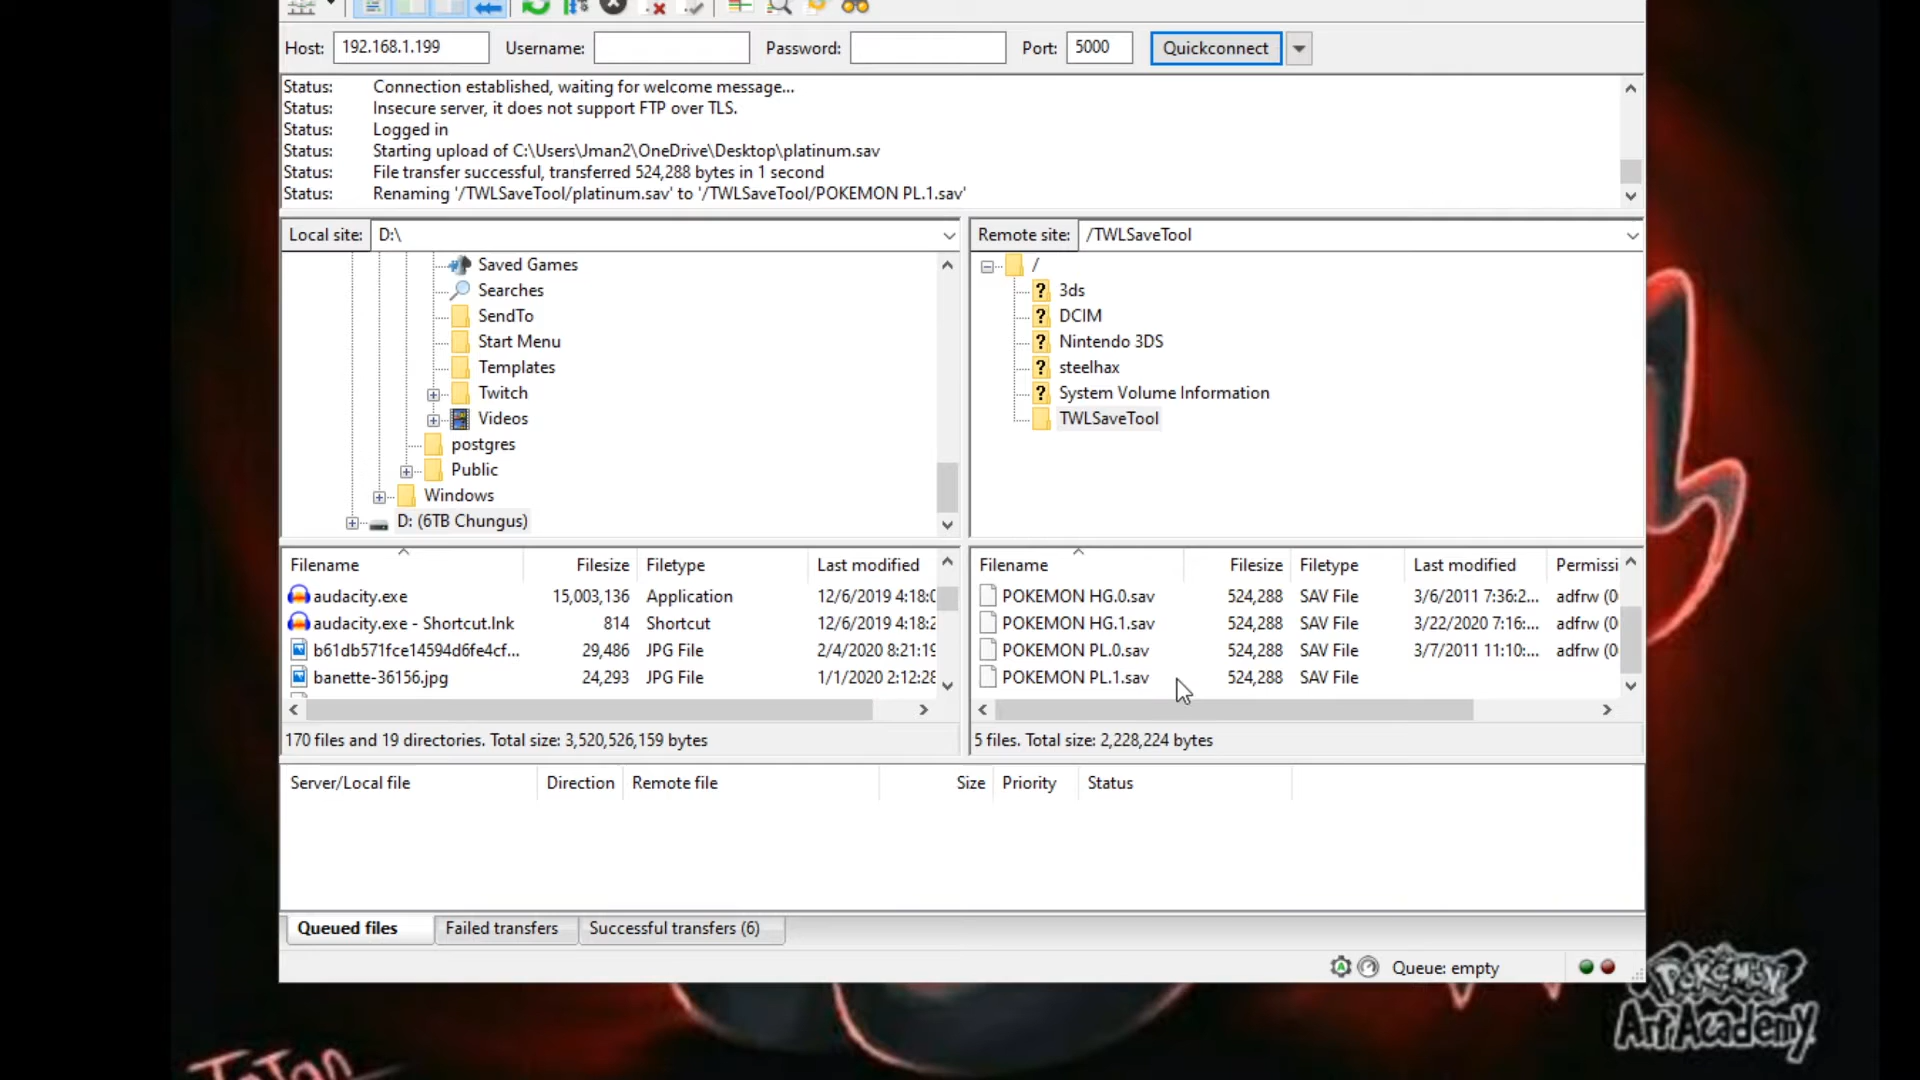 Host: 192.168.1.199 Username: Password: Port: 5000 Quickconnect
Status: Connection established, waiting for welcome message...
Status: Insecure server, it does not support FTP over TLS.
Status: Logged in
Status: Starting upload of C:\Users\Jman2\OneDrive\Desktop\platinum.sav
Status: File transfer successful, transferred 524,288 bytes in 1 second
Status: Renaming '/TWLSaveTool/platinum.sav' to '/TWLSaveTool/POKEMON PL.1.sav'
Local site: D:\
Saved Games
Searches
SendTo
Start Menu
Templates
Twitch
Videos
postgres
Public
Windows
D: (6TB Chungus)
Remote site: /TWLSaveTool
/
3ds
DCIM
Nintendo 3DS
steelhax
System Volume Information
TWLSaveTool
Filename Filesize Filetype Last modified
audacity.exe 15,003,136 Application 12/6/2019 4:18:0
audacity.exe - Shortcut.lnk 814 Shortcut 12/6/2019 4:18:2
b61db571fce14594d6fe4cf... 29,486 JPG File 2/4/2020 8:21:19
banette-36156.jpg 24,293 JPG File 1/1/2020 2:12:28
170 files and 19 directories. Total size: 3,520,526,159 bytes
Filename Filesize Filetype Last modified Permissi
POKEMON HG.0.sav 524,288 SAV File 3/6/2011 7:36:2... adfrw (0
POKEMON HG.1.sav 524,288 SAV File 3/22/2020 7:16:... adfrw (0
POKEMON PL.0.sav 524,288 SAV File 3/7/2011 11:10:... adfrw (0
POKEMON PL.1.sav 524,288 SAV File
5 files. Total size: 2,228,224 bytes
Server/Local file Direction Remote file Size Priority Status
Queued files Failed transfers Successful transfers (6)
Queue: empty
POKéMON
Art Academy